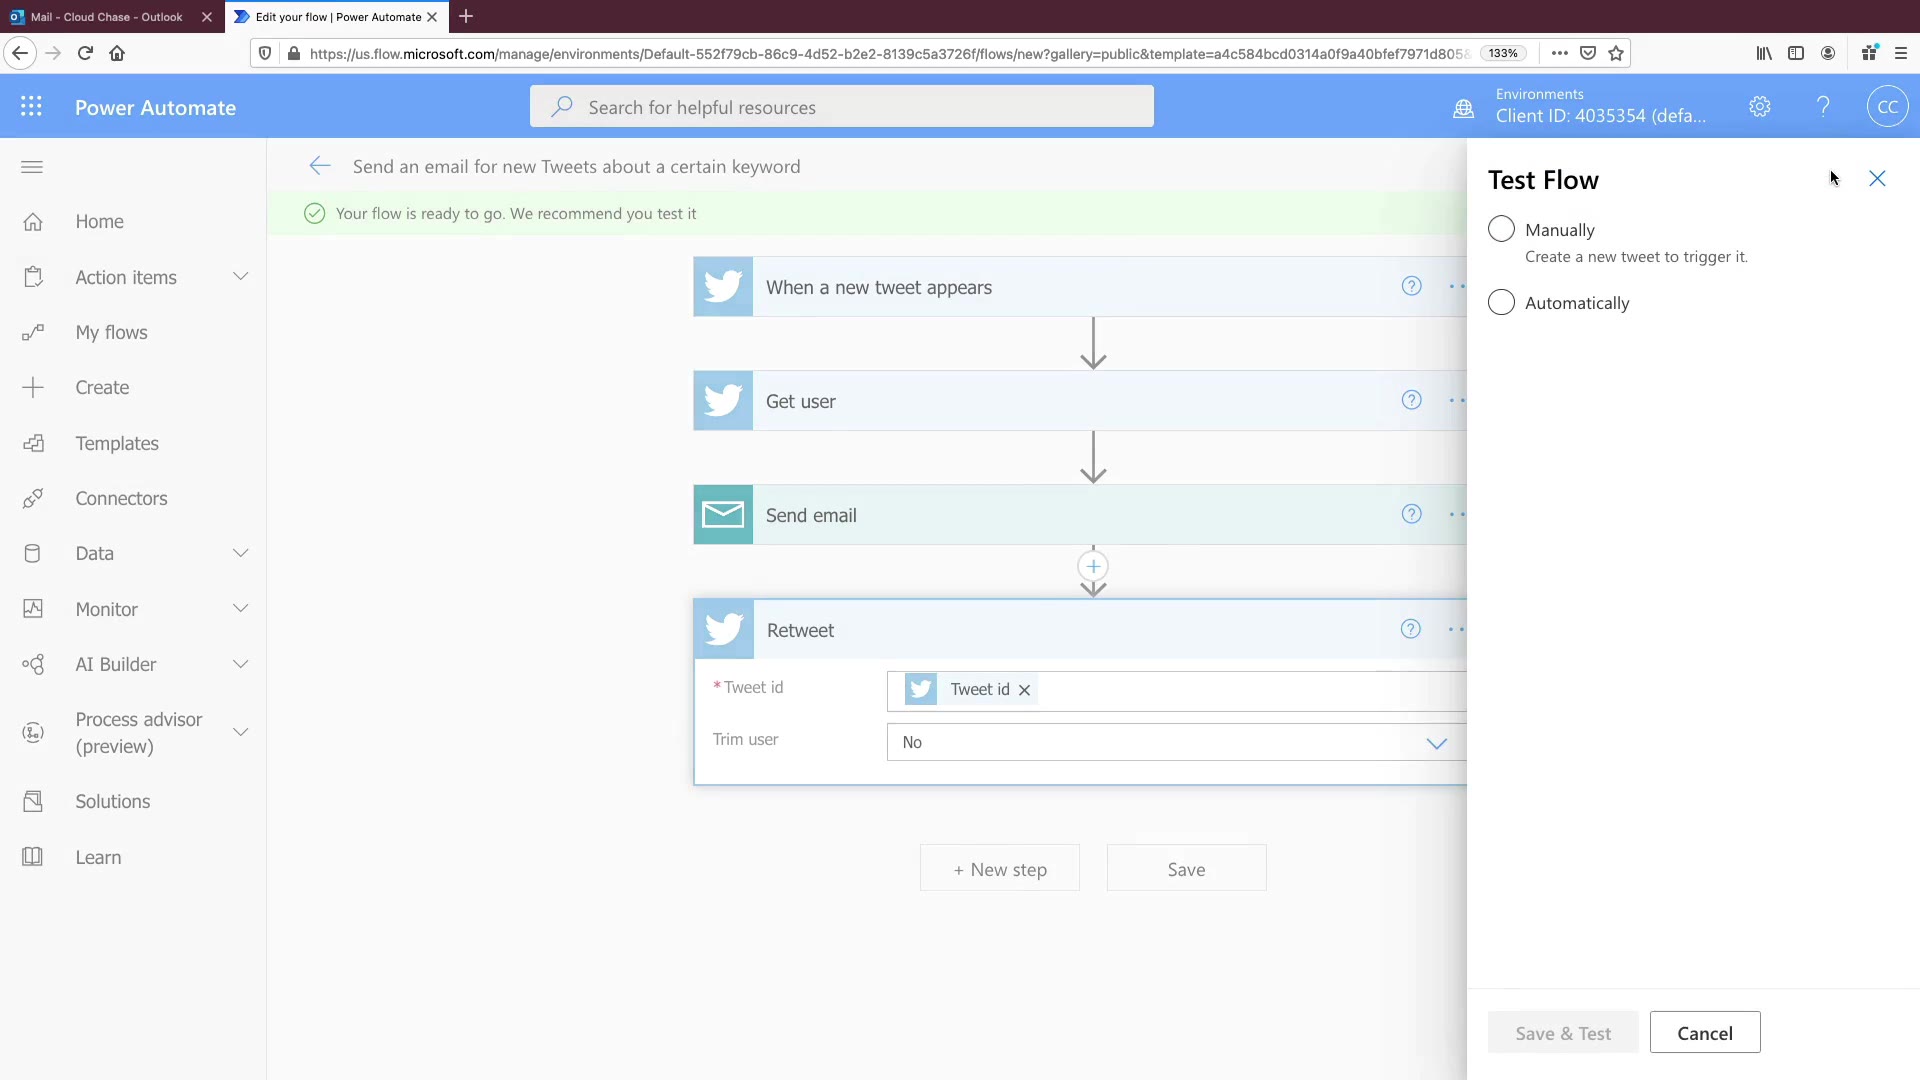 Mail - Cloud Chase - Outlook
Edit your flow | Power Automate
https://us.flow.microsoft.com/manage/environments/Default-552f79cb-86c9-4d52-b2e2-8139c5a3726f/flows/new?gallery=public&template=a4c584bcd0314a0f9a40bfef7971d805&
133%
Power Automate
Search for helpful resources
Environments
Client ID: 4035354 (defa...
CC
Send an email for new Tweets about a certain keyword
Your flow is ready to go. We recommend you test it
Home
Action items
My flows
Create
Templates
Connectors
Data
Monitor
AI Builder
Process advisor
(preview)
Solutions
Learn
When a new tweet appears
Get user
Send email
Retweet
* Tweet id
Tweet id
Trim user
No
+ New step
Save
Test Flow
Manually
Create a new tweet to trigger it.
Automatically
Save & Test
Cancel